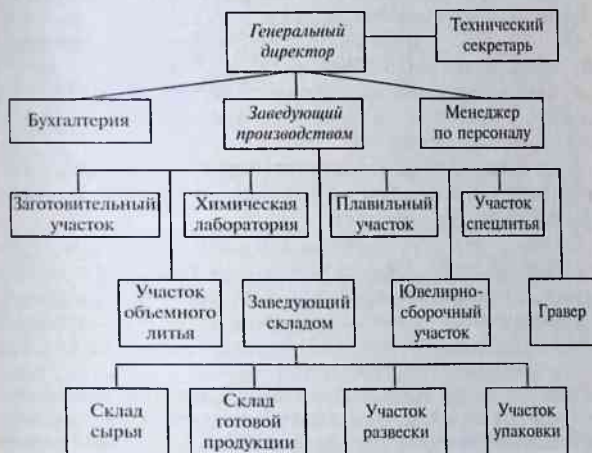 Генеральный
директор
Технический
секретарь
Бухгалтерия
Заведующий
производством
Менеджер
по персоналу
Заготовительный
участок
Химическая
лаборатория
Плавильный
участок
Участок
спецлитья
Участок
объемного
литья
Заведующий
складом
Ювелирно-
сборочный
участок
Гравер
Склад
сырья
Склад
готовой
продукции
Участок
развески
Участок
упаковки